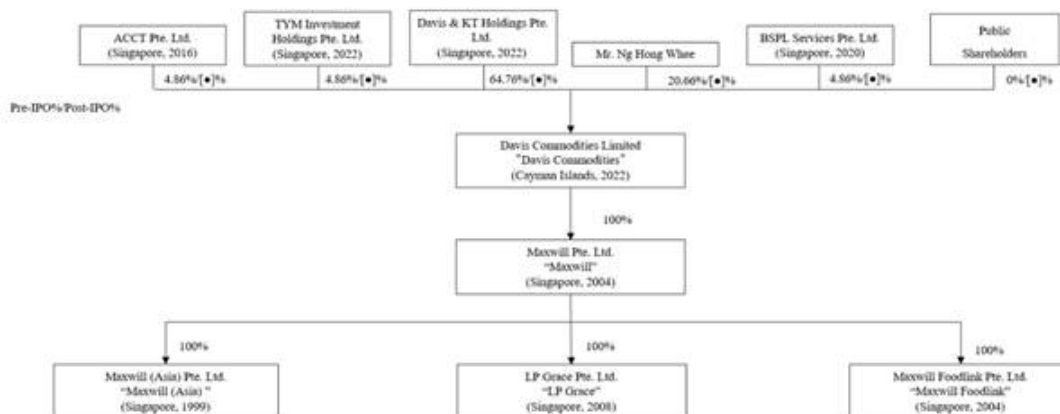 ACCT Pte. Ltd.
(Singapore, 2016)
TYM Investment
Holdings Pte. Ltd.
(Singapore, 2022)
Davis & KT Holdings Pte.
Ltd.
(Singapore, 2022)
Mr. Ng Hong Whee
BSPL Services Pte. Ltd.
(Singapore, 2020)
Public
Shareholders
4.86%/[●]%
4.86%/[●]%
64.76%/[●]%
20.66%/[●]%
4.86%/[●]%
0%/[●]%
Pre-IPO%/Post-IPO%
Davis Commodities Limited
"Davis Commodities"
(Cayman Islands, 2022)
100%
Maxwill Pte. Ltd.
“Maxwill”
(Singapore, 2004)
100%
100%
100%
Maxwill (Asia) Pte. Ltd.
“Maxwill (Asia) ”
(Singapore, 1999)
LP Grace Pte. Ltd.
“LP Grace”
(Singapore, 2008)
Maxwill Foodlink Pte. Ltd.
“Maxwill Foodlink”
(Singapore, 2004)